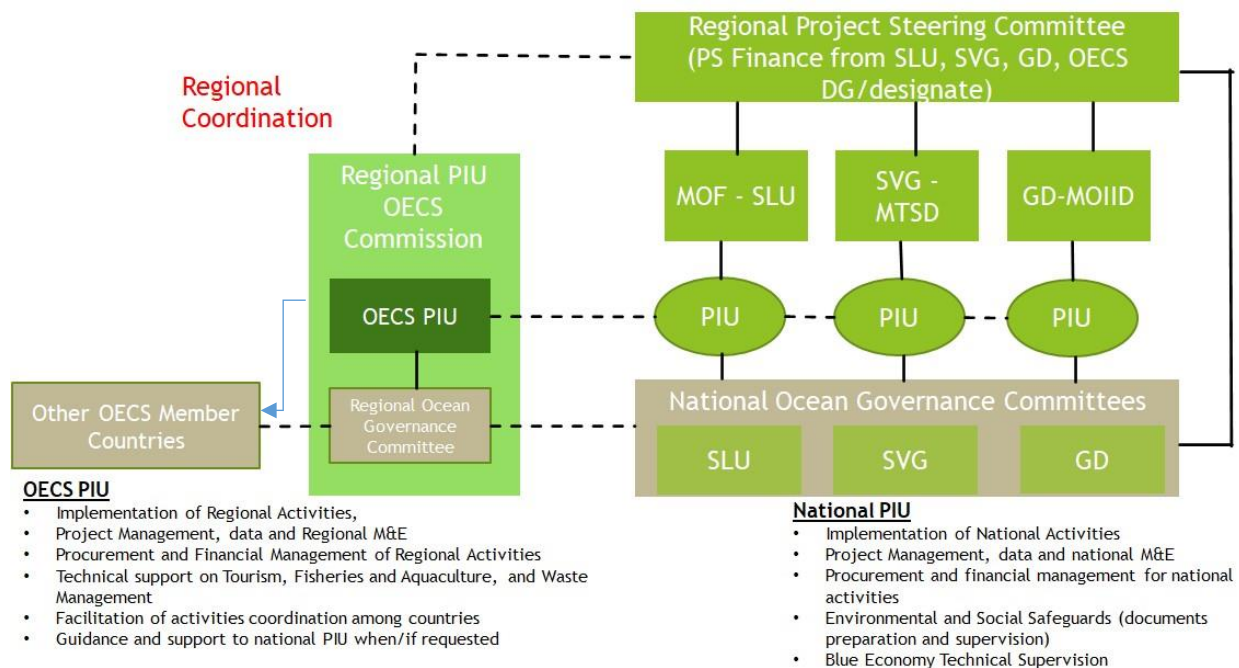 Regional Project Steering Committee
(PS Finance from SLU, SVG, GD, OECS
DG/designate)
Regional
Coordination
Regional PIU
OECS
Commission
MOF - SLU
SVG -
MTSD
GD-MOIID
OECS PIU
PIU
PIU
PIU
Other OECS Member
Countries
Regional Ocean
Governance
Committee
National Ocean Governance Committees
SLU
SVG
GD
OECS PIU
• Implementation of Regional Activities,
• Project Management, data and Regional M&E
• Procurement and Financial Management of Regional Activities
• Technical support on Tourism, Fisheries and Aquaculture, and Waste
Management
• Facilitation of activities coordination among countries
• Guidance and support to national PIU when/if requested
National PIU
• Implementation of National Activities
• Project Management, data and national M&E
• Procurement and financial management for national
activities
• Environmental and Social Safeguards (documents
preparation and supervision)
• Blue Economy Technical Supervision